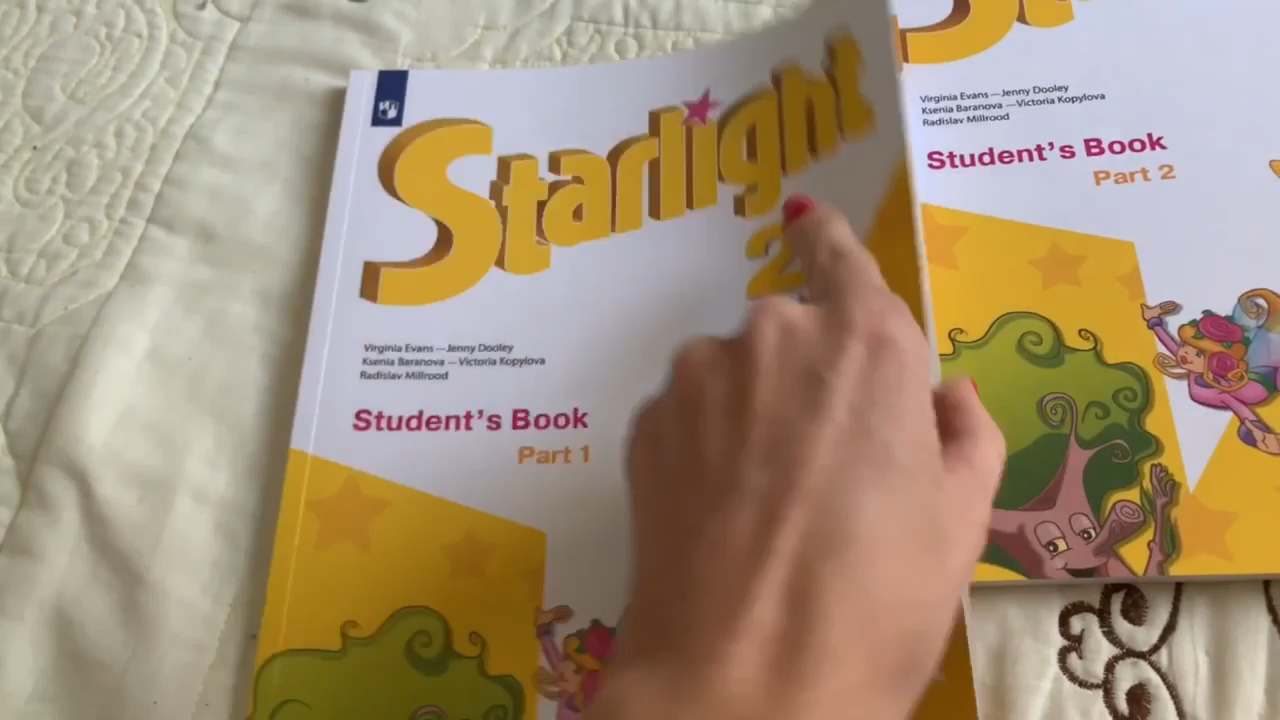 Starlight
2
Virginia Evans — Jenny Dooley
Ksenia Baranova — Victoria Kopylova
Radislav Millrood
Student's Book
Part 1
Virginia Evans — Jenny Dooley
Ksenia Baranova — Victoria Kopylova
Radislav Millrood
Student's Book
Part 2